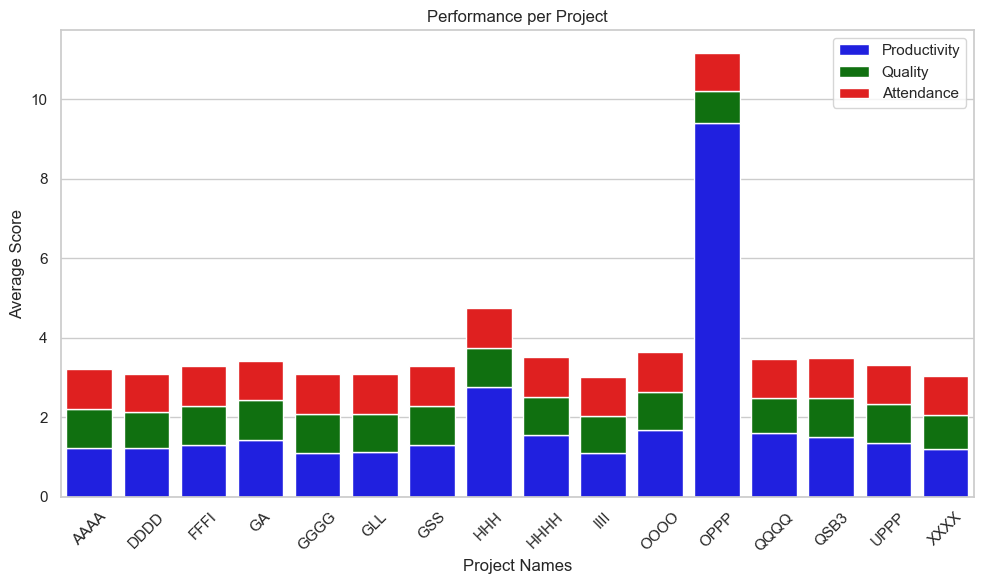 Performance per Project
Productivity
Quality
Attendance
Average Score
10
8
6
4
2
0
AAAA
DDDD
FFFI
GA
GGGG
GLL
GSS
HHH
HHHH
IIII
OOOO
OPPP
QQQQ
QSB3
UPPP
XXXX
Project Names